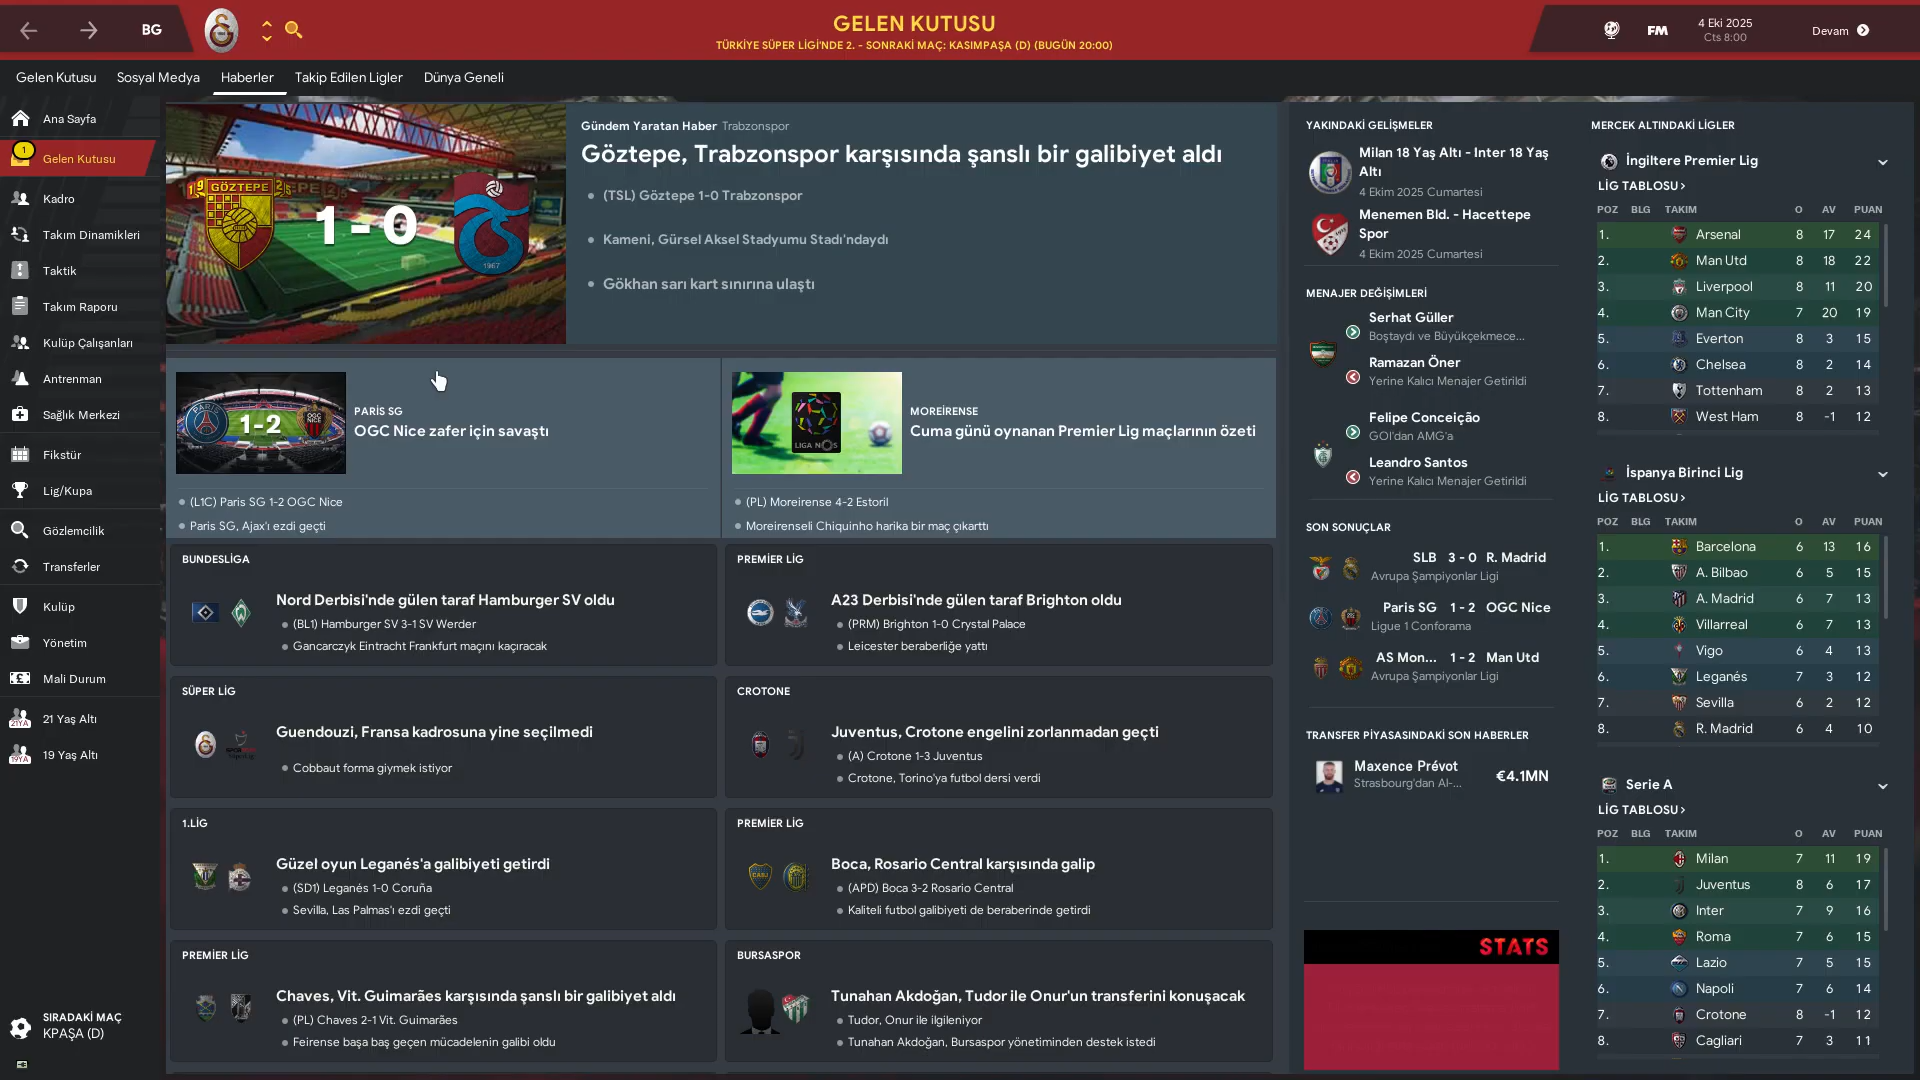 BG
GELEN KUTUSU
TÜRKİYE SÜPER LİGİ'NDE 2. - SONRAKİ MAÇ: KASIMPAŞA (D) (BUGÜN 20:00)
FM
4 Eki 2025
Cts 8:00
Devam
Gelen Kutusu
Sosyal Medya
Haberler
Takip Edilen Ligler
Dünya Geneli
Ana Sayfa
1
Gelen Kutusu
Kadro
Takım Dinamikleri
Taktik
Takım Raporu
Kulüp Çalışanları
Antrenman
Sağlık Merkezi
Fikstür
Lig/Kupa
Gözlemcilik
Transferler
Kulüp
Yönetim
Mali Durum
21YA 21 Yaş Altı
19YA 19 Yaş Altı
SIRADAKİ MAÇ
KPAŞA (D)
19 GÖZTEPE 25
1 - 0
1967
Gündem Yaratan Haber Trabzonspor
Göztepe, Trabzonspor karşısında şanslı bir galibiyet aldı
(TSL) Göztepe 1-0 Trabzonspor
Kameni, Gürsel Aksel Stadyumu Stadı'ndaydı
Gökhan sarı kart sınırına ulaştı
PARIS
1-2
PARİS SG
OGC Nice zafer için savaştı
(L1C) Paris SG 1-2 OGC Nice
Paris SG, Ajax'ı ezdi geçti
LIGA NOS
MOREİRENSE
Cuma günü oynanan Premier Lig maçlarının özeti
(PL) Moreirense 4-2 Estoril
Moreirenseli Chiquinho harika bir maç çıkarttı
BUNDESLİGA
Nord Derbisi'nde gülen taraf Hamburger SV oldu
(BL1) Hamburger SV 3-1 SV Werder
Gancarczyk Eintracht Frankfurt maçını kaçıracak
PREMİER LİG
A23 Derbisi'nde gülen taraf Brighton oldu
(PRM) Brighton 1-0 Crystal Palace
Leicester beraberliğe yattı
SÜPER LİG
Guendouzi, Fransa kadrosuna yine seçilmedi
Cobbaut forma giymek istiyor
CROTONE
Juventus, Crotone engelini zorlanmadan geçti
(A) Crotone 1-3 Juventus
Crotone, Torino'ya futbol dersi verdi
1.LİG
Güzel oyun Leganés'a galibiyeti getirdi
(SD1) Leganés 1-0 Coruña
Sevilla, Las Palmas'ı ezdi geçti
PREMİER LİG
Boca, Rosario Central karşısında galip
(APD) Boca 3-2 Rosario Central
Kaliteli futbol galibiyeti de beraberinde getirdi
PREMİER LİG
Chaves, Vit. Guimarães karşısında şanslı bir galibiyet aldı
(PL) Chaves 2-1 Vit. Guimarães
Feirense başa baş geçen mücadelenin galibi oldu
BURSASPOR
Tunahan Akdoğan, Tudor ile Onur'un transferini konuşacak
Tudor, Onur ile ilgileniyor
Tunahan Akdoğan, Bursaspor yönetiminden destek istedi
YAKINDAKİ GELİŞMELER
Milan 18 Yaş Altı - Inter 18 Yaş
Altı
4 Ekim 2025 Cumartesi
Menemen Bld. - Hacettepe
Spor
4 Ekim 2025 Cumartesi
MENAJER DEĞİŞİMLERİ
Serhat Güller
Boştaydı ve Büyükçekmece...
Ramazan Öner
Yerine Kalıcı Menajer Getirildi
Felipe Conceição
GOI'dan AMG'a
Leandro Santos
Yerine Kalıcı Menajer Getirildi
SON SONUÇLAR
SLB 3 - 0 R. Madrid
Avrupa Şampiyonlar Ligi
Paris SG 1 - 2 OGC Nice
Ligue 1 Conforama
AS Mon... 1 - 2 Man Utd
Avrupa Şampiyonlar Ligi
TRANSFER PİYASASINDAKİ SON HABERLER
Maxence Prévot €4.1MN
Strasbourg'dan Al-...
STATS
MERCEK ALTINDAKİ LİGLER
İngiltere Premier Lig
LİG TABLOSU>
POZ BLG TAKIM O AV PUAN
1. Arsenal 8 17 24
2. Man Utd 8 18 22
3. Liverpool 8 11 20
4. Man City 7 20 19
5. Everton 8 3 15
6. Chelsea 8 2 14
7. Tottenham 8 2 13
8. West Ham 8 -1 12
İspanya Birinci Lig
LİG TABLOSU>
POZ BLG TAKIM O AV PUAN
1. Barcelona 6 13 16
2. A. Bilbao 6 5 15
3. A. Madrid 6 7 13
4. Villarreal 6 7 13
5. Vigo 6 4 13
6. Leganés 7 3 12
7. Sevilla 6 2 12
8. R. Madrid 6 4 10
Serie A
LİG TABLOSU>
POZ BLG TAKIM O AV PUAN
1. Milan 7 11 19
2. Juventus 8 6 17
3. Inter 7 9 16
4. Roma 7 6 15
5. Lazio 7 5 15
6. Napoli 7 6 14
7. Crotone 8 -1 12
8. Cagliari 7 3 11